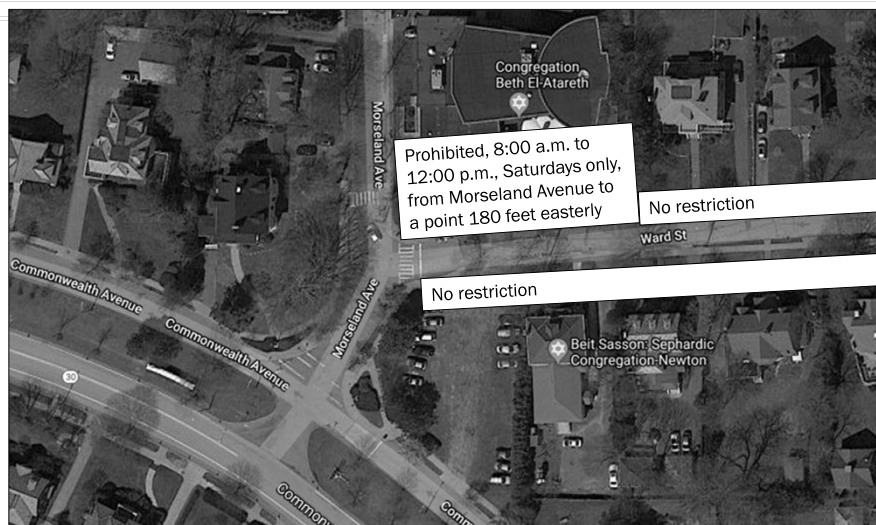 Congregation
Beth El-Atareth
Morseland Ave
Prohibited, 8:00 a.m. to
12:00 p.m., Saturdays only,
from Morseland Avenue to
a point 180 feet easterly
No restriction
Ward St
No restriction
Commonwealth Avenue
Commonwealth Avenue
Morseland Ave
Beit Sasson: Sephardic
Congregation-Newton
30
Common
Comm